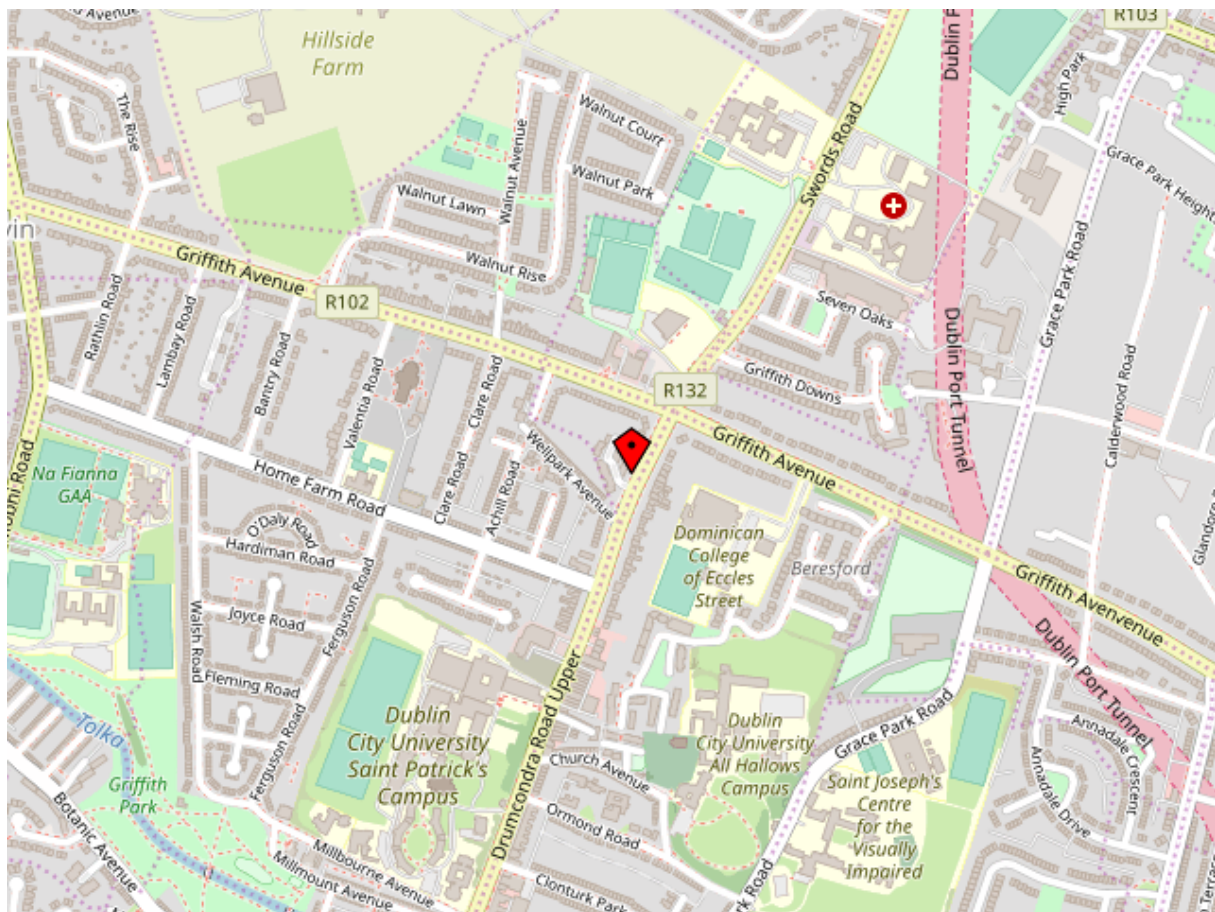 Dublin P
R103
Hillside
Farm
High Park
The Rise
Walnut Court
Walnut Avenue
Swords Road
Grace Park Heights
Walnut Park
Walnut Lawn
Griffith Avenue
Walnut Rise
Grace Park Road
R102
Seven Oaks
Rathlin Road
Lambay Road
Bantry Road
Valentia Road
Clare Road
Dublin Port Tunnel
Griffith Downs
R132
Calderwood Road
Griffith Avenue
Wellpark Avenue
Na Fianna
GAA
Home Farm Road
Clare Road
Achill Road
O'Daly Road
Hardiman Road
Dominican
College
of Eccles
Street
Beresford
Griffith Avenvenue
Joyce Road
Ferguson Road
Walsh Road
Fleming Road
Dublin Port Tunnel
Drumcondra Road Upper
Tolka
Griffith
Park
Ferguson Road
Dublin
City University
Saint Patrick's
Campus
Grace Park Road
Dublin
City University
All Hallows
Campus
Church Avenue
Annadale Crescent
Annadale Drive
Saint Joseph's
Centre
for the
Visually
Impaired
Botanic Avenue
Ormond Road
Millbourne Avenue
Millmount Avenue
Clonturk Park
rk Road